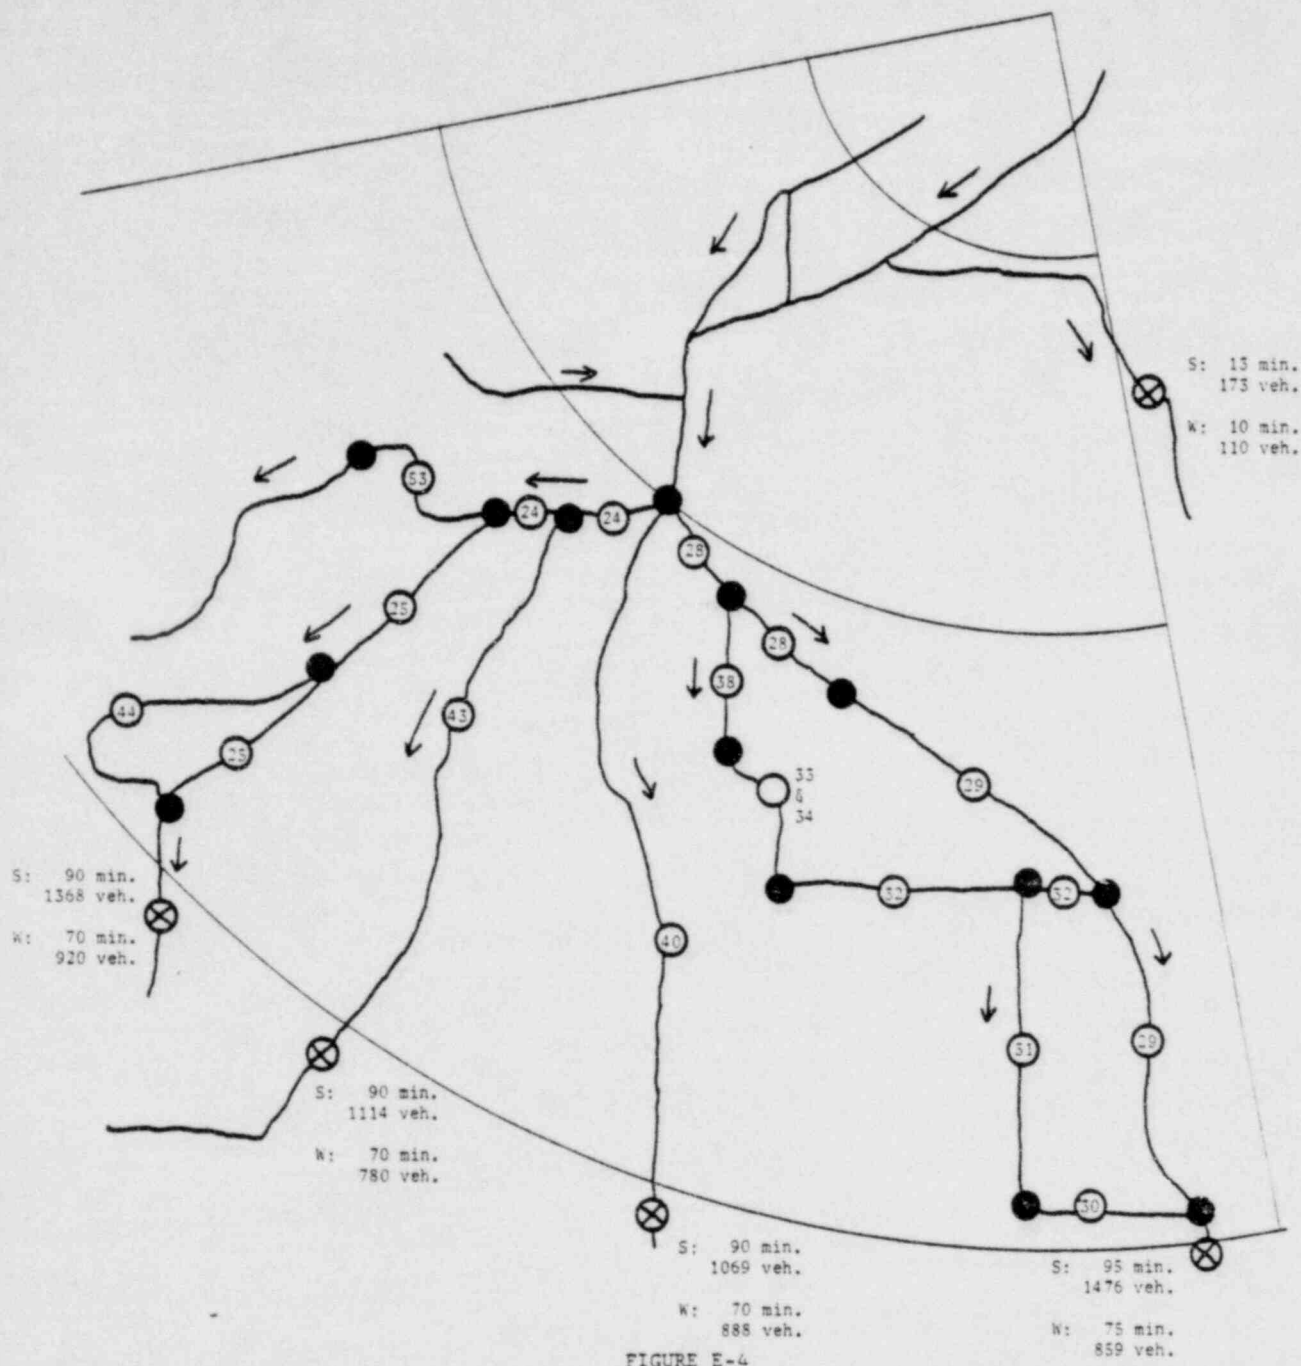 S: 13 min.
173 veh.
W: 10 min.
110 veh.
53
24
24
28
25
28
38
44
43
25
33
&
34
29
S: 90 min.
1368 veh.
W: 70 min.
920 veh.
32
32
40
31
29
S: 90 min.
1114 veh.
W: 70 min.
780 veh.
30
S: 90 min.
1069 veh.
W: 70 min.
888 veh.
S: 95 min.
1476 veh.
W: 75 min.
859 veh.
FIGURE E-4